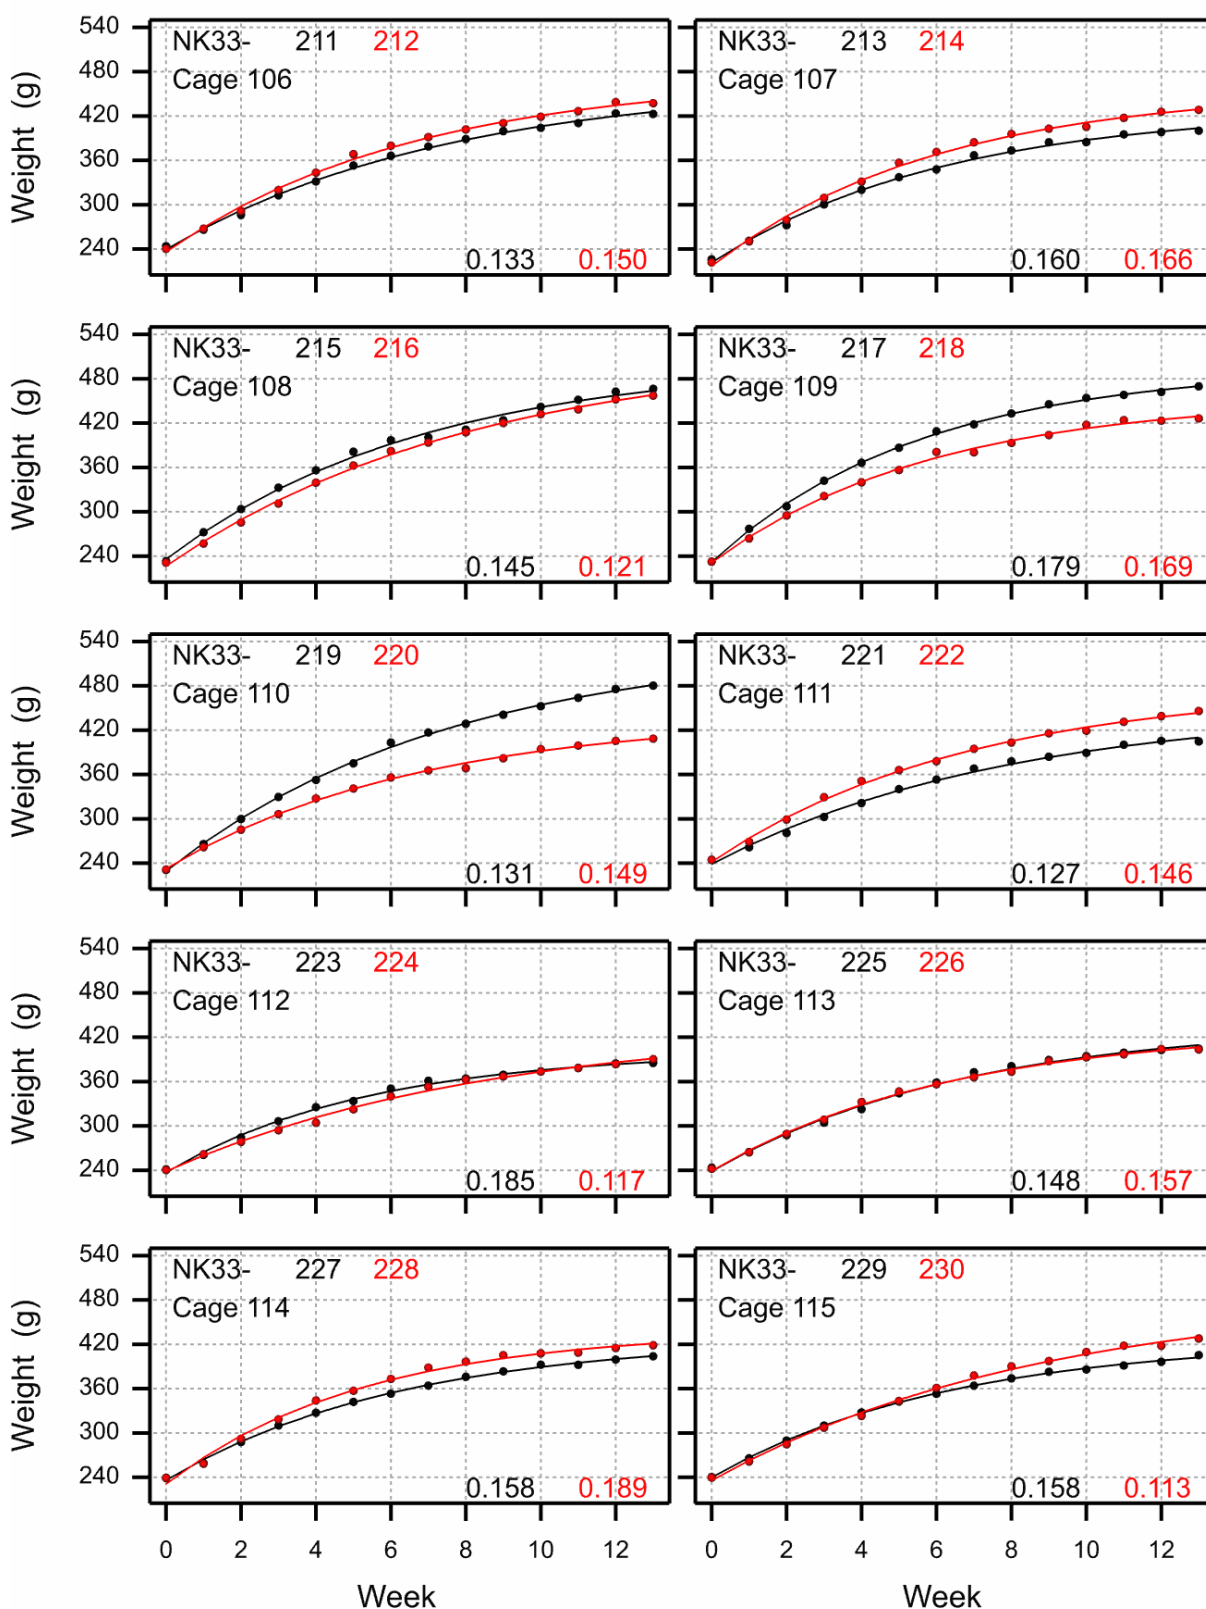 540
480
420
360
300
240
Weight (g)
NK33- 211 212
Cage 106
0.133 0.150
NK33- 213 214
Cage 107
0.160 0.166
540
480
420
360
300
240
Weight (g)
NK33- 215 216
Cage 108
0.145 0.121
NK33- 217 218
Cage 109
0.179 0.169
540
480
420
360
300
240
Weight (g)
NK33- 219 220
Cage 110
0.131 0.149
NK33- 221 222
Cage 111
0.127 0.146
540
480
420
360
300
240
Weight (g)
NK33- 223 224
Cage 112
0.185 0.117
NK33- 225 226
Cage 113
0.148 0.157
540
480
420
360
300
240
Weight (g)
NK33- 227 228
Cage 114
0.158 0.189
NK33- 229 230
Cage 115
0.158 0.113
0 2 4 6 8 10 12
Week
0 2 4 6 8 10 12
Week